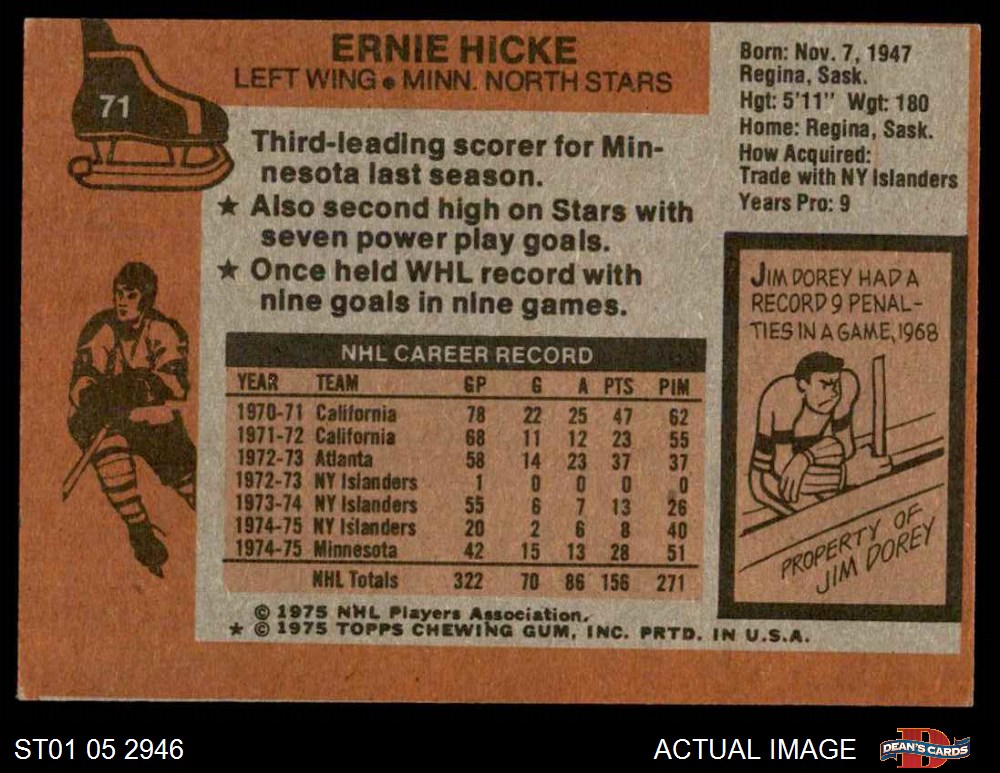 71
ERNIE HICKE
LEFT WING • MINN. NORTH STARS
Third-leading scorer for Min-
nesota last season.
★ Also second high on Stars with
seven power play goals.
★ Once held WHL record with
nine goals in nine games.
NHL CAREER RECORD
YEAR TEAM GP G A PTS PIM
1970-71 California 78 22 25 47 62
1971-72 California 68 11 12 23 55
1972-73 Atlanta 58 14 23 37 37
1972-73 NY Islanders 1 0 0 0 0
1973-74 NY Islanders 55 6 7 13 26
1974-75 NY Islanders 20 2 6 8 40
1974-75 Minnesota 42 15 13 28 51
NHL Totals 322 70 86 156 271
© 1975 NHL Players Association.
★ © 1975 TOPPS CHEWING GUM, INC. PRTD. IN U.S.A.
Born: Nov. 7, 1947
Regina, Sask.
Hgt: 5'11" Wgt: 180
Home: Regina, Sask.
How Acquired:
Trade with NY Islanders
Years Pro: 9
JIM DOREY HAD A
RECORD 9 PENAL-
TIES IN A GAME, 1968
PROPERTY OF
JIM DOREY
ST01 05 2946
ACTUAL IMAGE
D
DEAN'S CARDS